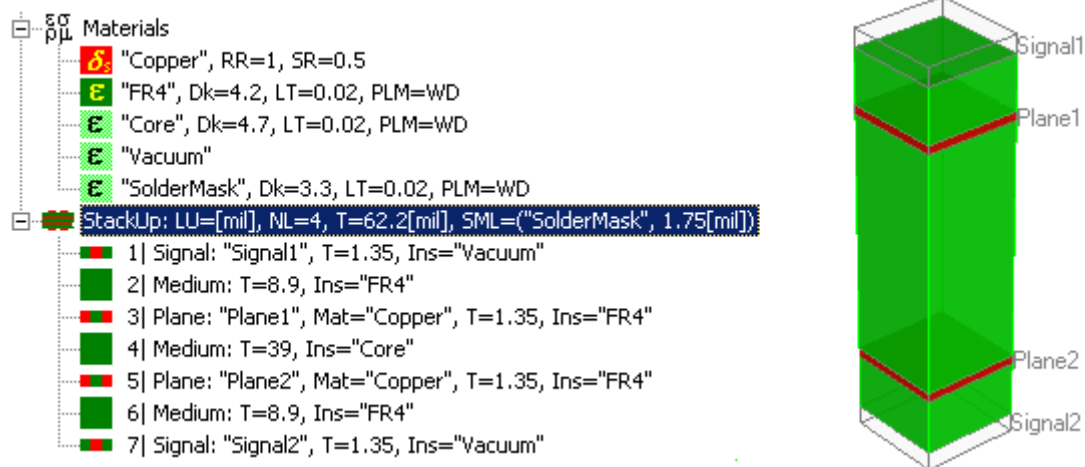 εσ
ρμ Materials
δs "Copper", RR=1, SR=0.5
ε "FR4", Dk=4.2, LT=0.02, PLM=WD
ε "Core", Dk=4.7, LT=0.02, PLM=WD
ε "Vacuum"
ε "SolderMask", Dk=3.3, LT=0.02, PLM=WD
StackUp: LU=[mil], NL=4, T=62.2[mil], SML=("SolderMask", 1.75[mil])
1| Signal: "Signal1", T=1.35, Ins="Vacuum"
2| Medium: T=8.9, Ins="FR4"
3| Plane: "Plane1", Mat="Copper", T=1.35, Ins="FR4"
4| Medium: T=39, Ins="Core"
5| Plane: "Plane2", Mat="Copper", T=1.35, Ins="FR4"
6| Medium: T=8.9, Ins="FR4"
7| Signal: "Signal2", T=1.35, Ins="Vacuum"
Signal1
Plane1
Plane2
Signal2